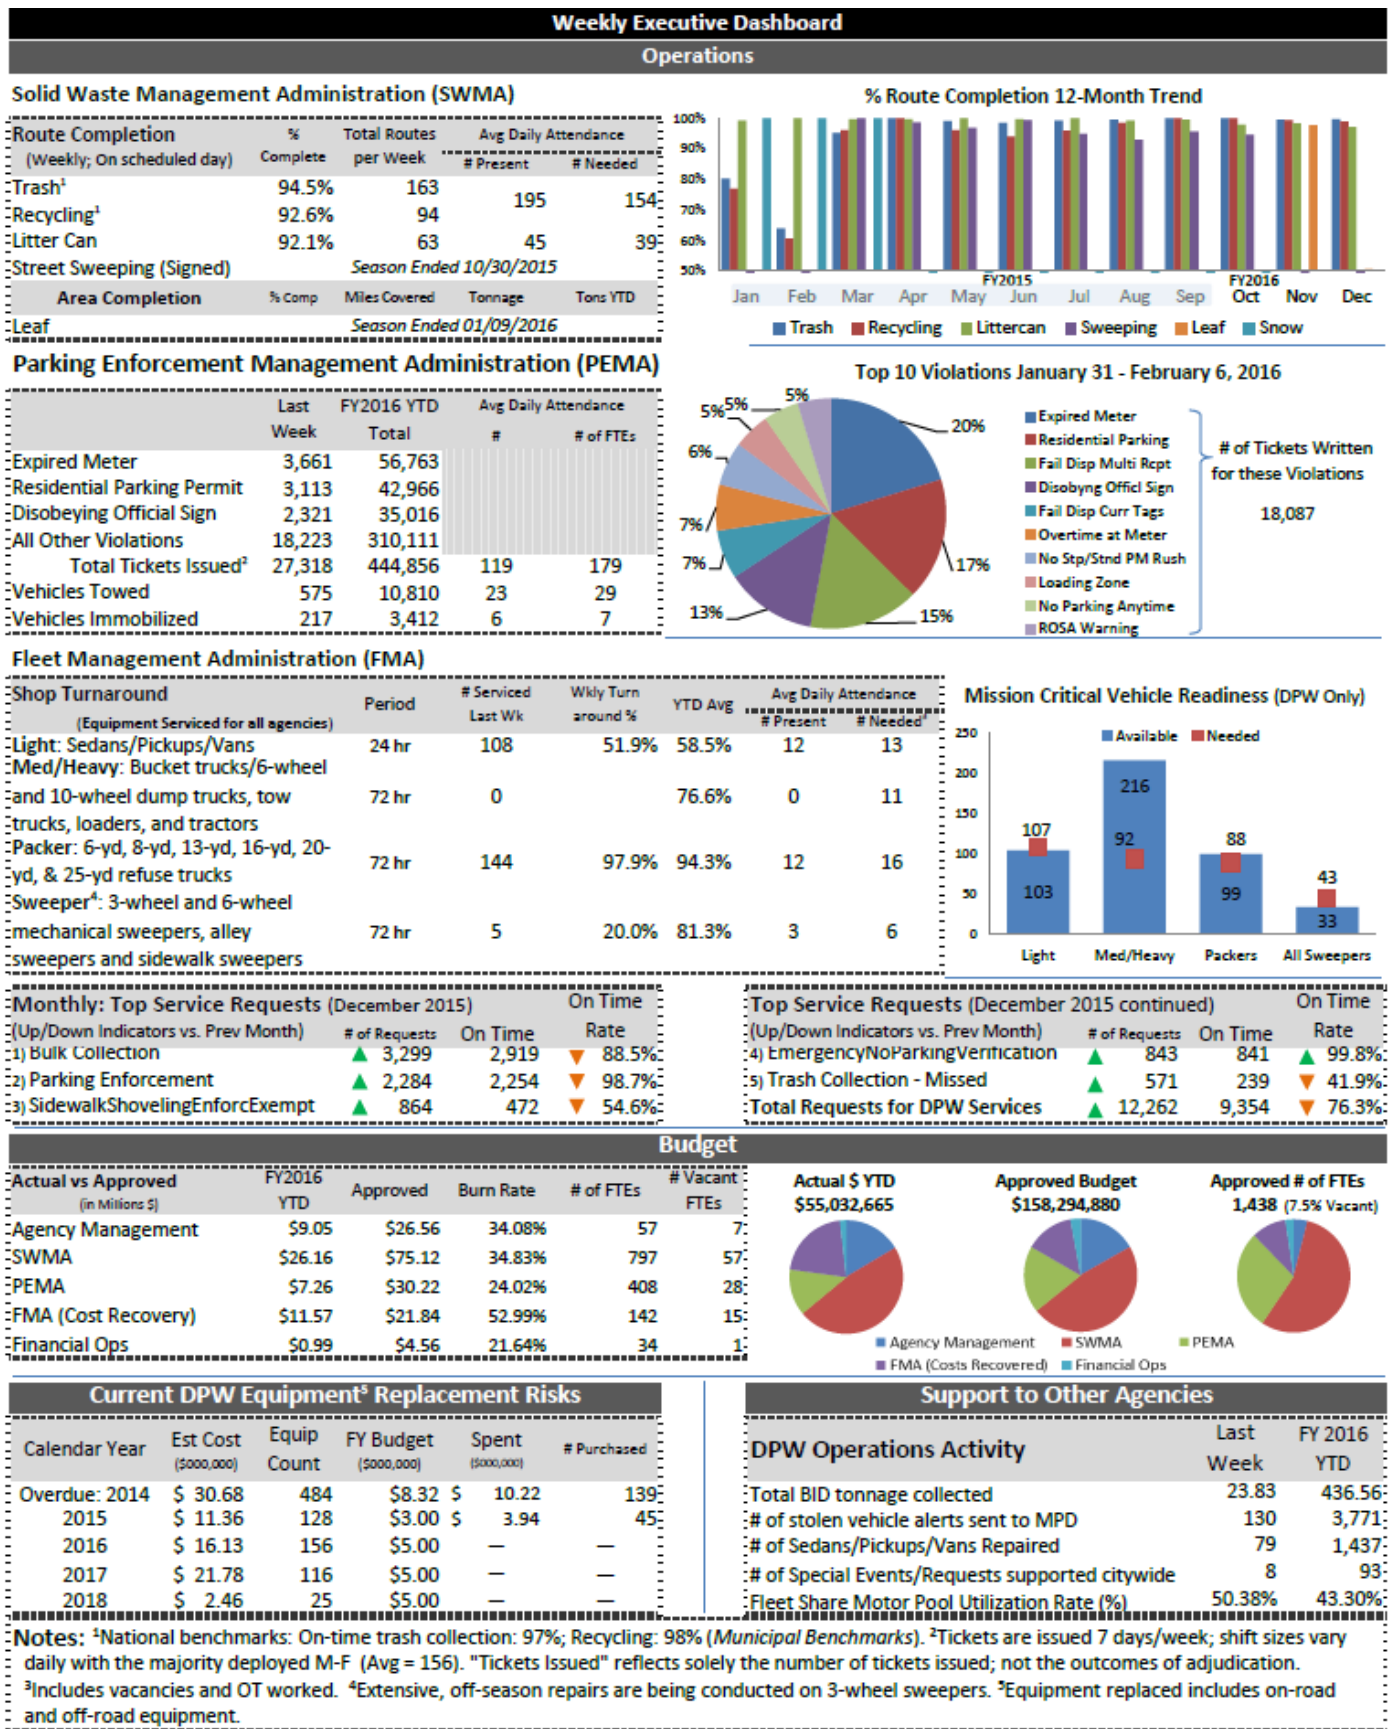 Weekly Executive Dashboard
Operations
Solid Waste Management Administration (SWMA)
Route Completion % Total Routes Avg Daily Attendance
(Weekly; On scheduled day) Complete per Week # Present # Needed
Trash¹ 94.5% 163 195 154
Recycling¹ 92.6% 94
Litter Can 92.1% 63 45 39
Street Sweeping (Signed) Season Ended 10/30/2015
Area Completion % Comp Miles Covered Tonnage Tons YTD
Leaf Season Ended 01/09/2016
% Route Completion 12-Month Trend
100%
90%
80%
70%
60%
50%
FY2015 FY2016
Jan Feb Mar Apr May Jun Jul Aug Sep Oct Nov Dec
Trash Recycling Littercan Sweeping Leaf Snow
Parking Enforcement Management Administration (PEMA)
Last FY2016 YTD Avg Daily Attendance
Week Total # # of FTEs
Expired Meter 3,661 56,763
Residential Parking Permit 3,113 42,966
Disobeying Official Sign 2,321 35,016
All Other Violations 18,223 310,111
Total Tickets Issued² 27,318 444,856 119 179
Vehicles Towed 575 10,810 23 29
Vehicles Immobilized 217 3,412 6 7
Top 10 Violations January 31 - February 6, 2016
20%
17%
15%
13%
7%
7%
6%
5%
5%
5%
Expired Meter
Residential Parking
Fail Disp Multi Rcpt
Disobyng Officl Sign
Fail Disp Curr Tags
Overtime at Meter
No Stp/Stnd PM Rush
Loading Zone
No Parking Anytime
ROSA Warning
# of Tickets Written
for these Violations
18,087
Fleet Management Administration (FMA)
Shop Turnaround Period # Serviced Wkly Turn YTD Avg Avg Daily Attendance
(Equipment Serviced for all agencies) Last Wk around % # Present # Needed³
Light: Sedans/Pickups/Vans 24 hr 108 51.9% 58.5% 12 13
Med/Heavy: Bucket trucks/6-wheel
and 10-wheel dump trucks, tow 72 hr 0 76.6% 0 11
trucks, loaders, and tractors
Packer: 6-yd, 8-yd, 13-yd, 16-yd, 20-
yd, & 25-yd refuse trucks 72 hr 144 97.9% 94.3% 12 16
Sweeper⁴: 3-wheel and 6-wheel
mechanical sweepers, alley 72 hr 5 20.0% 81.3% 3 6
sweepers and sidewalk sweepers
Mission Critical Vehicle Readiness (DPW Only)
Available Needed
250
200
150
100
50
0
107 103
216 92
88 99
43 33
Light Med/Heavy Packers All Sweepers
Monthly: Top Service Requests (December 2015) On Time
(Up/Down Indicators vs. Prev Month) # of Requests On Time Rate
1) Bulk Collection ▲ 3,299 2,919 ▼ 88.5%
2) Parking Enforcement ▲ 2,284 2,254 ▼ 98.7%
3) SidewalkShovelingEnforcExempt ▲ 864 472 ▼ 54.6%
Top Service Requests (December 2015 continued) On Time
(Up/Down Indicators vs. Prev Month) # of Requests On Time Rate
4) EmergencyNoParkingVerification ▲ 843 841 ▲ 99.8%
5) Trash Collection - Missed ▲ 571 239 ▼ 41.9%
Total Requests for DPW Services ▲ 12,262 9,354 ▼ 76.3%
Budget
Actual vs Approved FY2016 Approved Burn Rate # of FTEs # Vacant
(in Millions $) YTD FTEs
Agency Management $9.05 $26.56 34.08% 57 7
SWMA $26.16 $75.12 34.83% 797 57
PEMA $7.26 $30.22 24.02% 408 28
FMA (Cost Recovery) $11.57 $21.84 52.99% 142 15
Financial Ops $0.99 $4.56 21.64% 34 1
Actual $ YTD Approved Budget Approved # of FTEs
$55,032,665 $158,294,880 1,438 (7.5% Vacant)
Agency Management SWMA PEMA
FMA (Costs Recovered) Financial Ops
Current DPW Equipment⁵ Replacement Risks
Calendar Year Est Cost Equip FY Budget Spent # Purchased
($000,000) Count ($000,000) ($000,000)
Overdue: 2014 $ 30.68 484 $8.32 $ 10.22 139
2015 $ 11.36 128 $3.00 $ 3.94 45
2016 $ 16.13 156 $5.00 — —
2017 $ 21.78 116 $5.00 — —
2018 $ 2.46 25 $5.00 — —
Support to Other Agencies
DPW Operations Activity Last FY 2016
Week YTD
Total BID tonnage collected 23.83 436.56
# of stolen vehicle alerts sent to MPD 130 3,771
# of Sedans/Pickups/Vans Repaired 79 1,437
# of Special Events/Requests supported citywide 8 93
Fleet Share Motor Pool Utilization Rate (%) 50.38% 43.30%
Notes: ¹National benchmarks: On-time trash collection: 97%; Recycling: 98% (Municipal Benchmarks). ²Tickets are issued 7 days/week; shift sizes vary
daily with the majority deployed M-F (Avg = 156). "Tickets Issued" reflects solely the number of tickets issued; not the outcomes of adjudication.
³Includes vacancies and OT worked. ⁴Extensive, off-season repairs are being conducted on 3-wheel sweepers. ⁵Equipment replaced includes on-road
and off-road equipment.